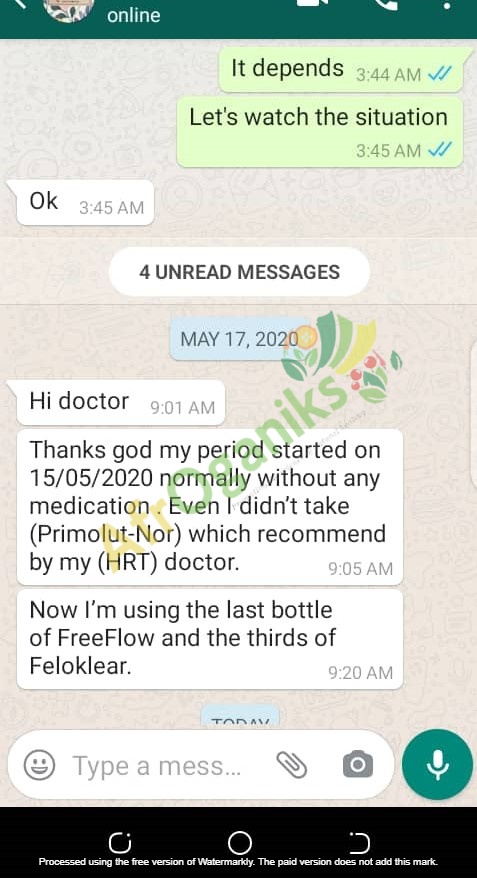 online
It depends 3:44 AM
Let's watch the situation
3:45 AM
Ok 3:45 AM
4 UNREAD MESSAGES
MAY 17, 2020
Hi doctor 9:01 AM
Thanks god my period started on
15/05/2020 normally without any
medication . Even I didn't take
(Primolut-Nor) which recommend
by my (HRT) doctor.
9:05 AM
Now I'm using the last bottle
of FreeFlow and the thirds of
Feloklear.
9:20 AM
TODAY
AfrOganiks
Type a mess...
Processed using the free version of Watermarkly. The paid version does not add this mark.